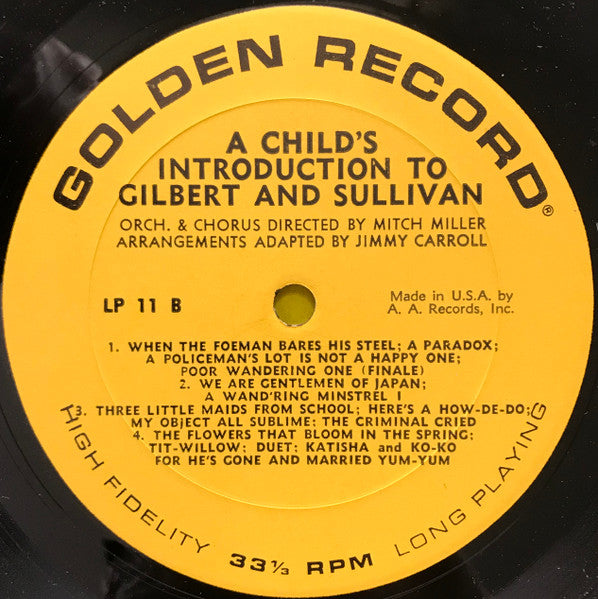 GOLDEN RECORD®
A CHILD'S
INTRODUCTION TO
GILBERT AND SULLIVAN
ORCH. & CHORUS DIRECTED BY MITCH MILLER
ARRANGEMENTS ADAPTED BY JIMMY CARROLL
LP 11 B
Made in U.S.A. by
A. A. Records, Inc.
1. WHEN THE FOEMAN BARES HIS STEEL; A PARADOX;
A POLICEMAN'S LOT IS NOT A HAPPY ONE;
POOR WANDERING ONE (FINALE)
2. WE ARE GENTLEMEN OF JAPAN;
A WAND'RING MINSTREL I
3. THREE LITTLE MAIDS FROM SCHOOL; HERE'S A HOW-DE-DO;
MY OBJECT ALL SUBLIME: THE CRIMINAL CRIED
4. THE FLOWERS THAT BLOOM IN THE SPRING;
TIT-WILLOW; DUET; KATISHA and KO-KO
FOR HE'S GONE AND MARRIED YUM-YUM
HIGH FIDELITY 33⅓ RPM LONG PLAYING